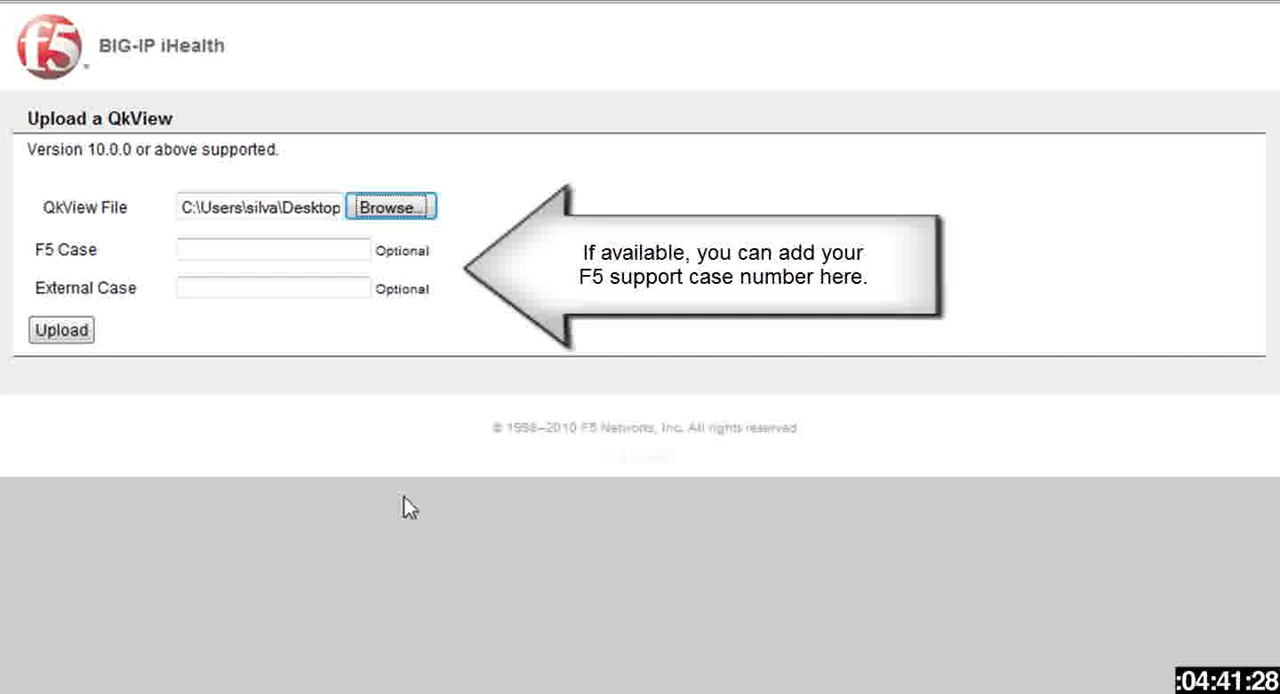 f5
BIG-IP iHealth
Upload a QkView
Version 10.0.0 or above supported.
QkView File C:\Users\silva\Desktop Browse...
F5 Case Optional
External Case Optional
Upload
If available, you can add your
F5 support case number here.
© 1998–2010 F5 Networks, Inc. All rights reserved
:04:41:28